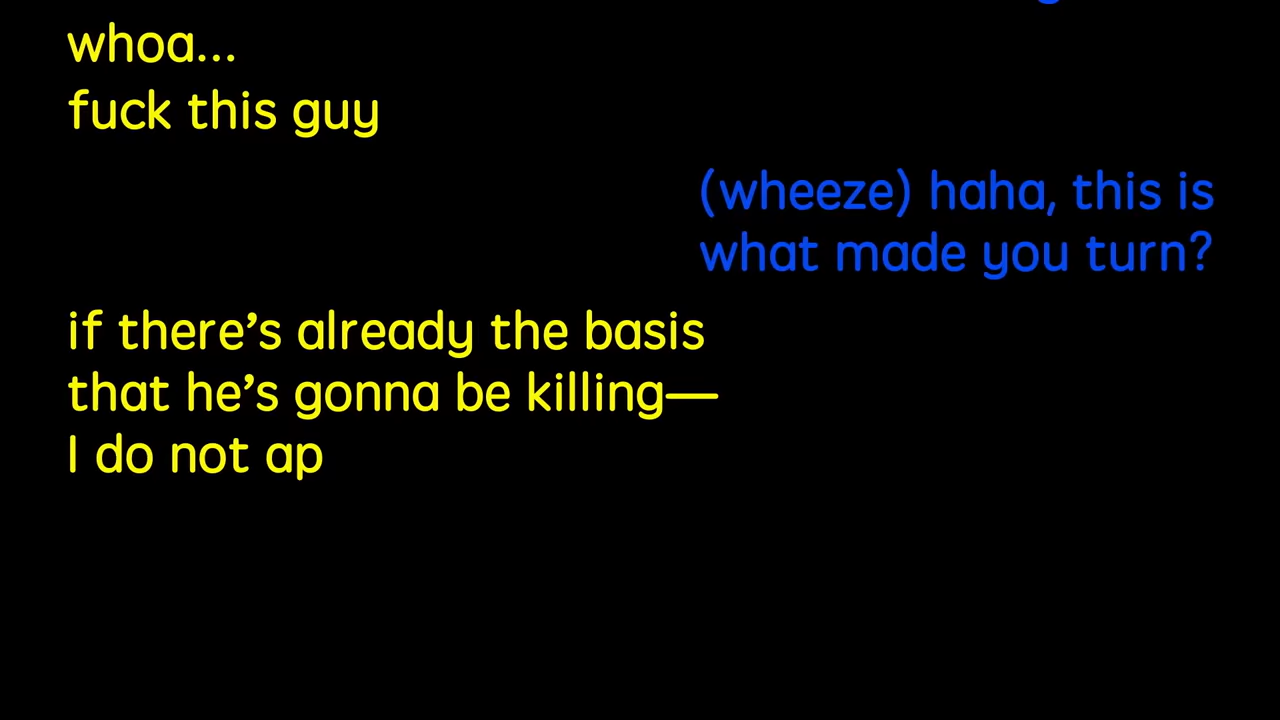 whoa...
fuck this guy
(wheeze) haha, this is
what made you turn?
if there’s already the basis
that he’s gonna be killing—
I do not ap